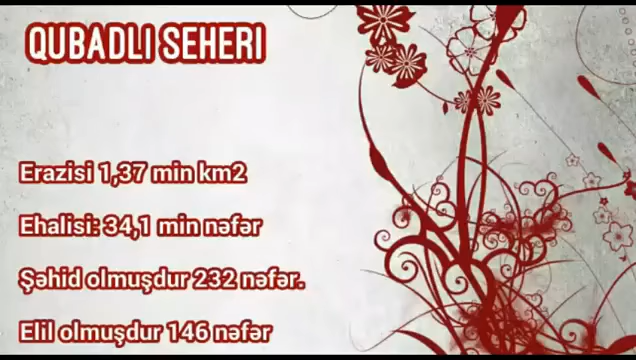 QUBADLI SEHERI
Erazisi 1,37 min km2
Ehalisi: 34,1 min nəfər
Şəhid olmuşdur 232 nəfər.
Elil olmuşdur 146 nəfər